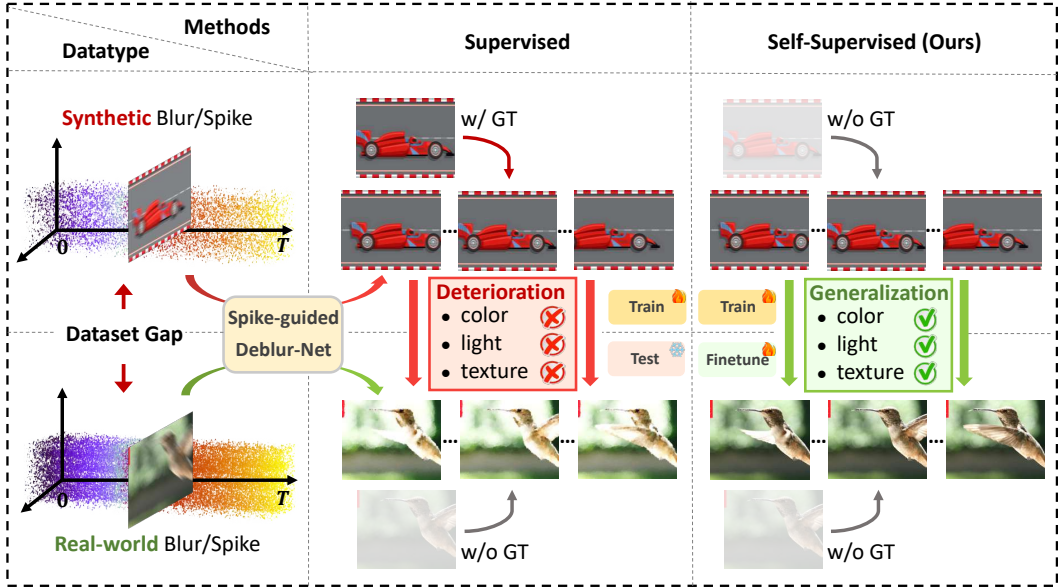 Methods
Datatype
Supervised
Self-Supervised (Ours)
Synthetic Blur/Spike
w/ GT
w/o GT
0
T
...
...
...
...
Dataset Gap
Spike-guided
Deblur-Net
Deterioration
• color
• light
• texture
Train
Test
Train
Finetune
Generalization
• color
• light
• texture
0
T
...
...
...
...
Real-world Blur/Spike
w/o GT
w/o GT